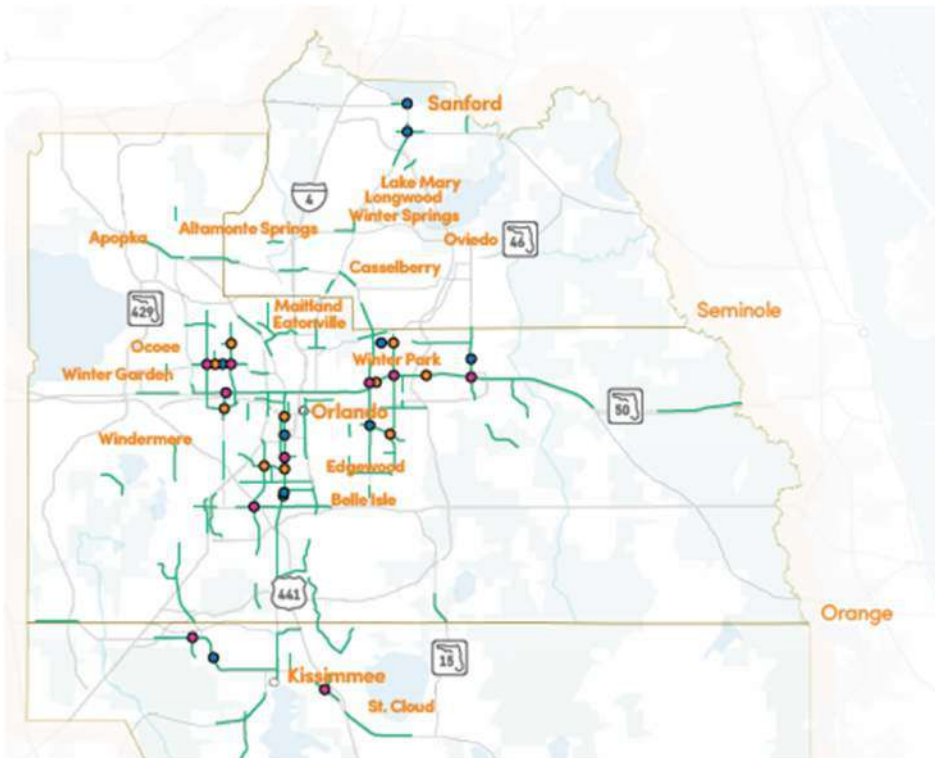 Sanford
Lake Mary
Longwood
4
Winter Springs
Altamonte Springs
Apopka
Oviedo
46
Casselberry
Maitland
429
Seminole
Eatonville
Ocoee
Winter Park
Winter Garden
50
Orlando
Windermere
Edgewood
Belle Isle
441
Orange
15
Kissimmee
St. Cloud